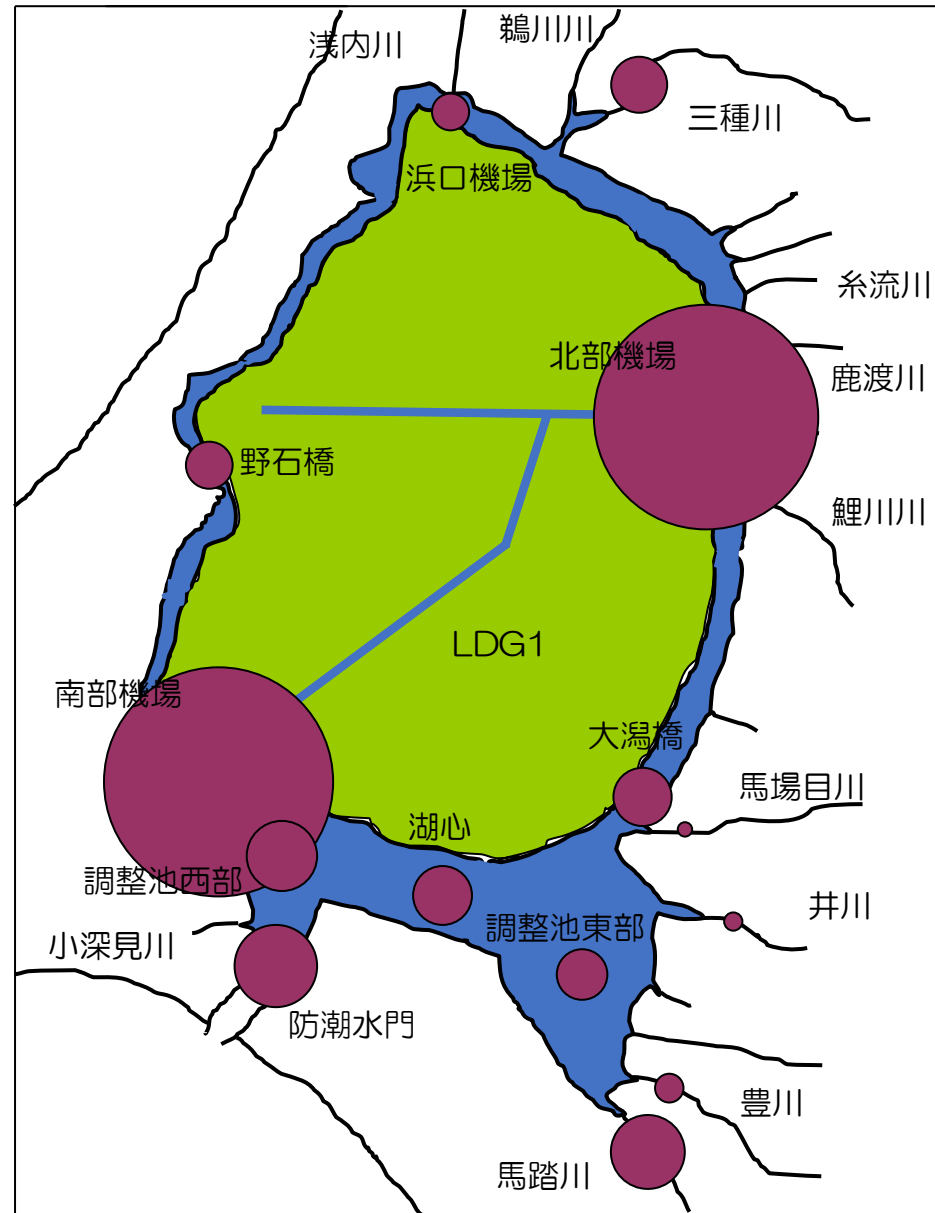 鵜川川
浅内川
三種川
浜口機場
糸流川
北部機場
鹿渡川
野石橋
鯉川川
LDG1
南部機場
大潟橋
馬場目川
湖心
調整池西部
井川
調整池東部
小深見川
防潮水門
豊川
馬踏川